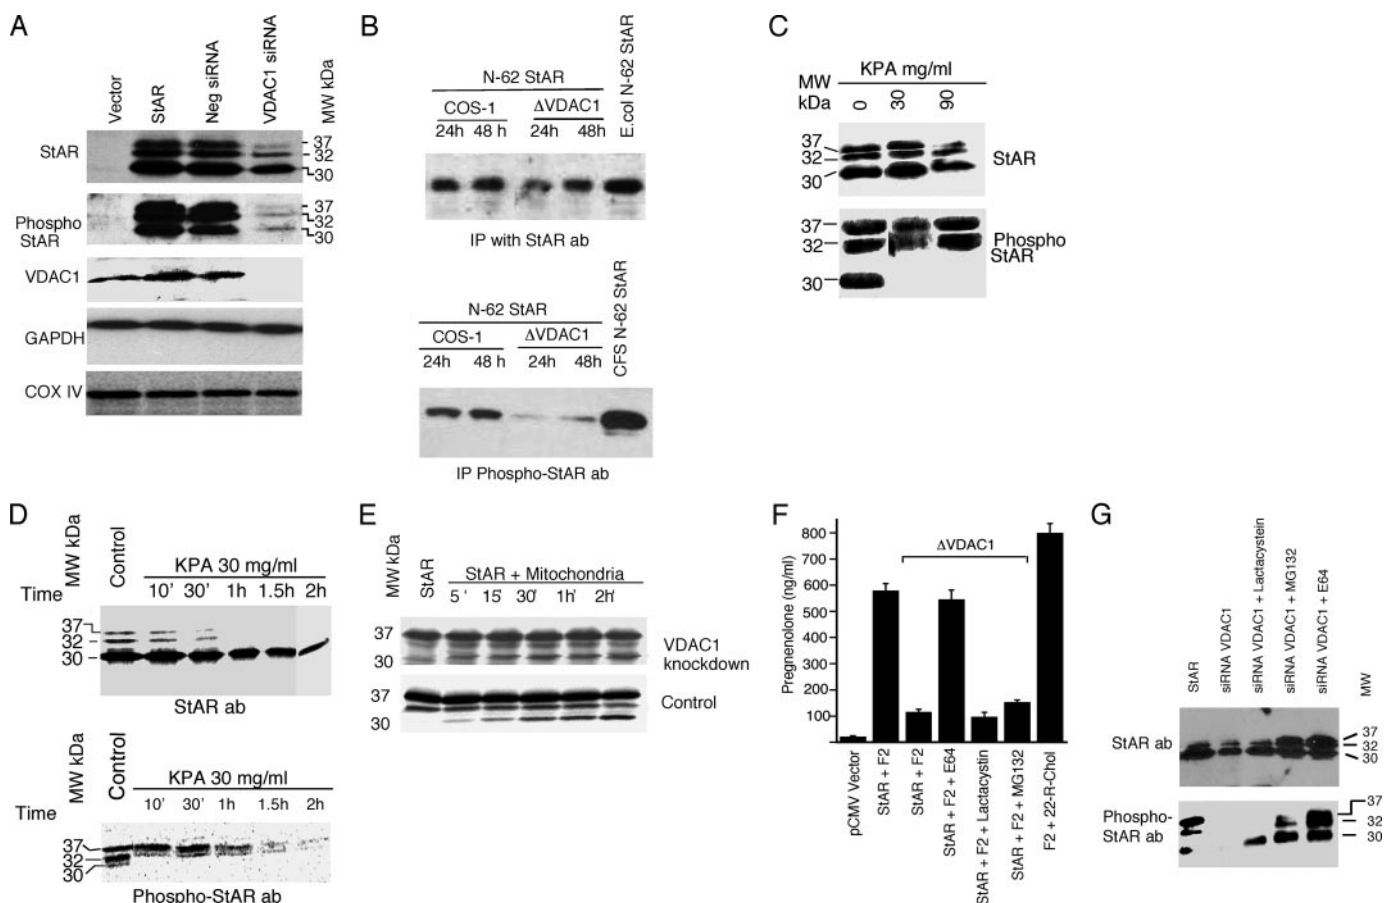 A
Vector
StAR
Neg siRNA
VDAC1 siRNA
MW kDa
StAR
37
32
30
Phospho
StAR
37
32
30
VDAC1
GAPDH
COX IV
B
N-62 StAR
COS-1 ΔVDAC1
24h 48 h 24h 48h
E.col N-62 StAR
IP with StAR ab
N-62 StAR
COS-1 ΔVDAC1
24h 48 h 24h 48h
CFS N-62 StAR
IP Phospho-StAR ab
C
KPA mg/ml
MW
kDa
0 30 90
37
32
30
StAR
37
32
30
Phospho
StAR
D
MW kDa
Control
KPA 30 mg/ml
Time 10' 30' 1h 1.5h 2h
37
32
30
StAR ab
MW kDa
Control
KPA 30 mg/ml
Time 10' 30' 1h 1.5h 2h
37
32
30
Phospho-StAR ab
E
MW kDa
StAR
StAR + Mitochondria
5 ' 15' 30' 1h' 2h'
37
30
VDAC1
knockdown
37
30
Control
F
Pregnenolone (ng/ml)
800
700
600
500
400
300
200
100
ΔVDAC1
pCMV Vector
StAR + F2
StAR + F2
StAR + F2 + E64
StAR + F2 + Lactacystin
StAR + F2 + MG132
F2 + 22-R-Chol
G
StAR
siRNA VDAC1
siRNA VDAC1 + Lactacystein
siRNA VDAC1 + MG132
siRNA VDAC1 + E64
MW
StAR ab
37
32
30
Phospho-
StAR ab
37
32
30